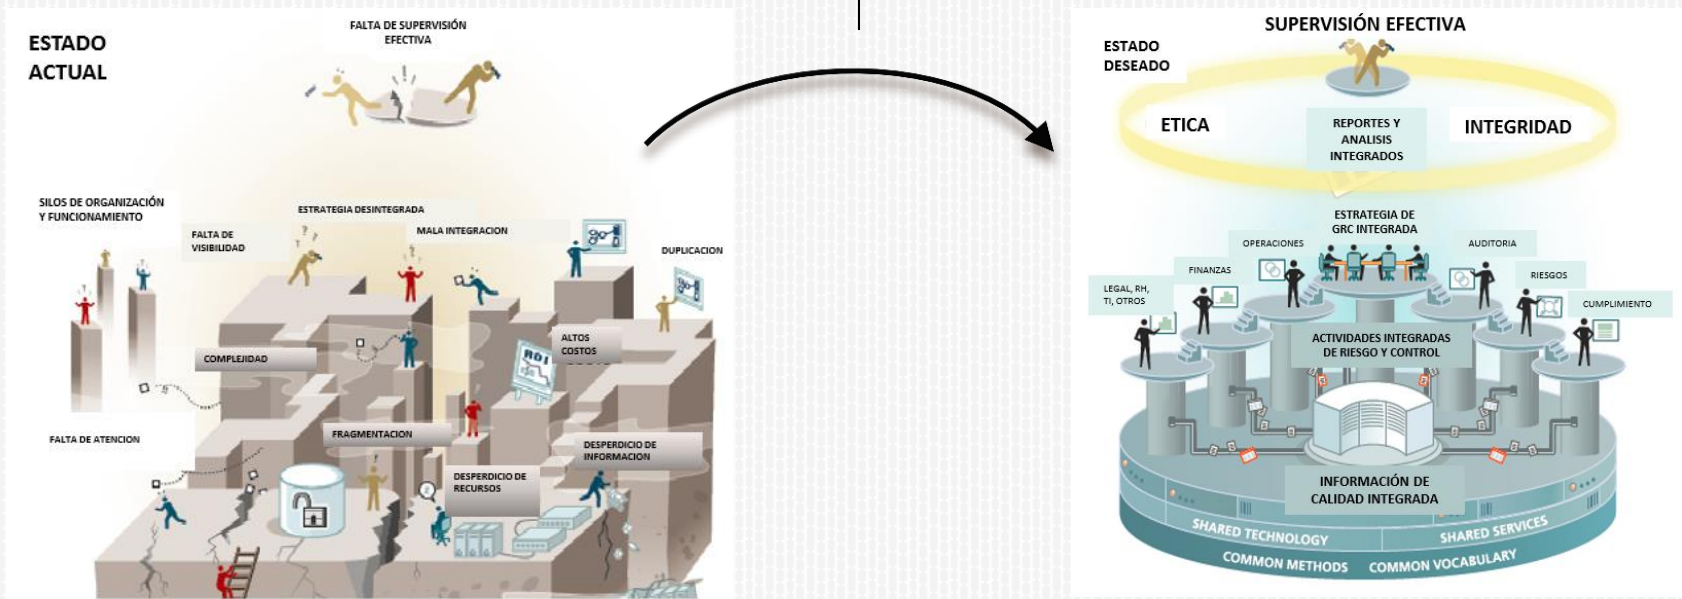 ESTADO
ACTUAL
FALTA DE SUPERVISIÓN
EFECTIVA
SILOS DE ORGANIZACIÓN
Y FUNCIONAMIENTO
FALTA DE
VISIBILIDAD
ESTRATEGIA DESINTEGRADA
MALA INTEGRACION
DUPLICACION
COMPLEJIDAD
ROI
ALTOS
COSTOS
FALTA DE ATENCION
FRAGMENTACION
DESPERDICIO DE
RECURSOS
DESPERDICIO DE
INFORMACION
SUPERVISIÓN EFECTIVA
ESTADO
DESEADO
ETICA
REPORTES Y
ANALISIS
INTEGRADOS
INTEGRIDAD
ESTRATEGIA DE
GRC INTEGRADA
OPERACIONES
AUDITORIA
FINANZAS
RIESGOS
LEGAL, RH,
TI, OTROS
CUMPLIMIENTO
ACTIVIDADES INTEGRADAS
DE RIESGO Y CONTROL
INFORMACIÓN DE
CALIDAD INTEGRADA
SHARED TECHNOLOGY
SHARED SERVICES
COMMON METHODS
COMMON VOCABULARY